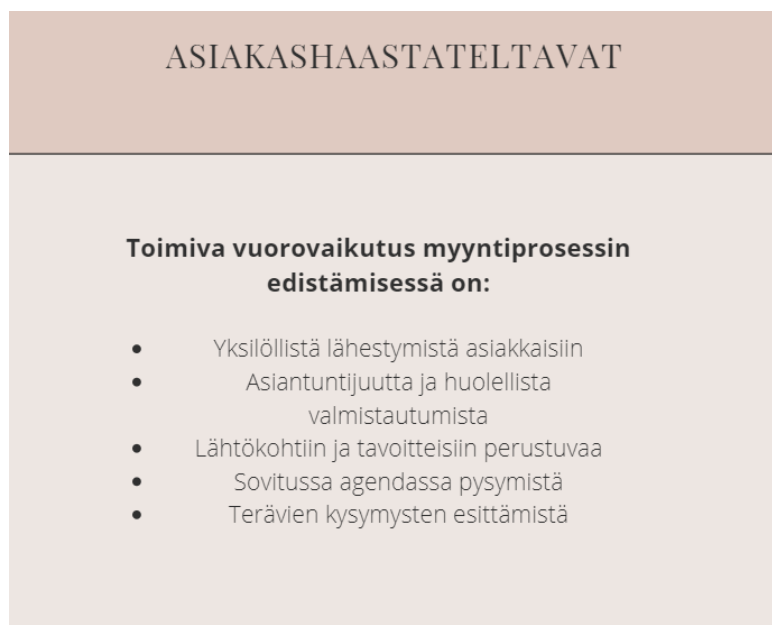 ASIAKASHAASTATELTAVAT
Toimiva vuorovaikutus myyntiprosessin
edistämisessä on:
• Yksilöllistä lähestymistä asiakkaisiin
• Asiantuntijuutta ja huolellista
valmistautumista
• Lähtökohtiin ja tavoitteisiin perustuvaa
• Sovitussa agendassa pysymistä
• Terävien kysymysten esittämistä